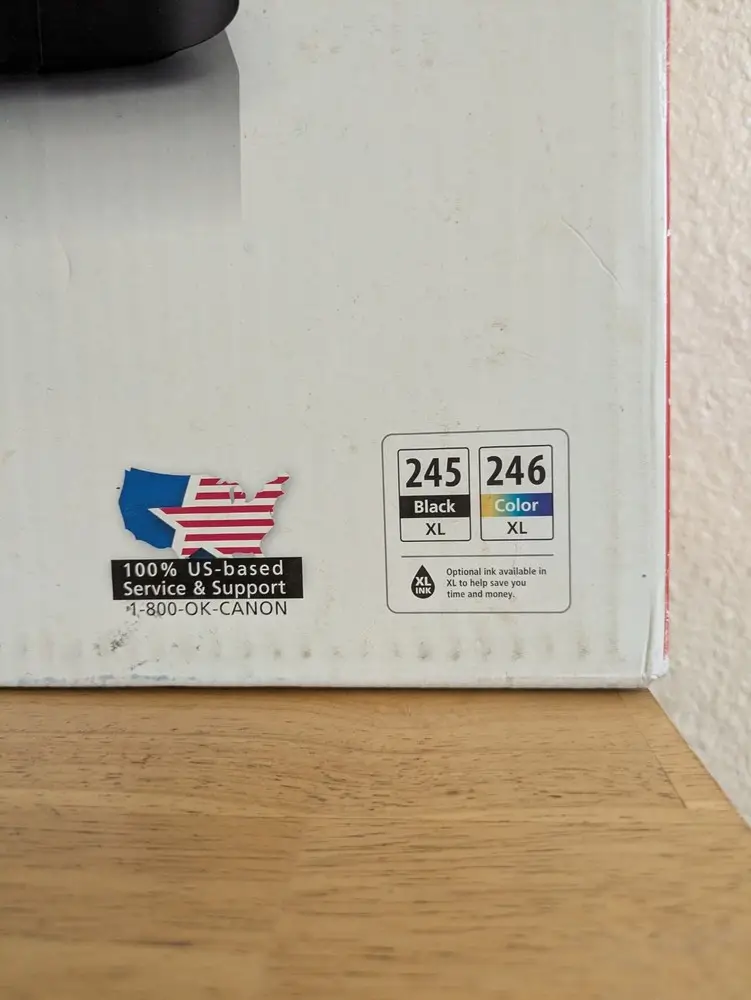 100% US-based
Service & Support
1-800-OK-CANON
245 246
Black Color
XL XL
XL INK
Optional ink available in
XL to help save you
time and money.